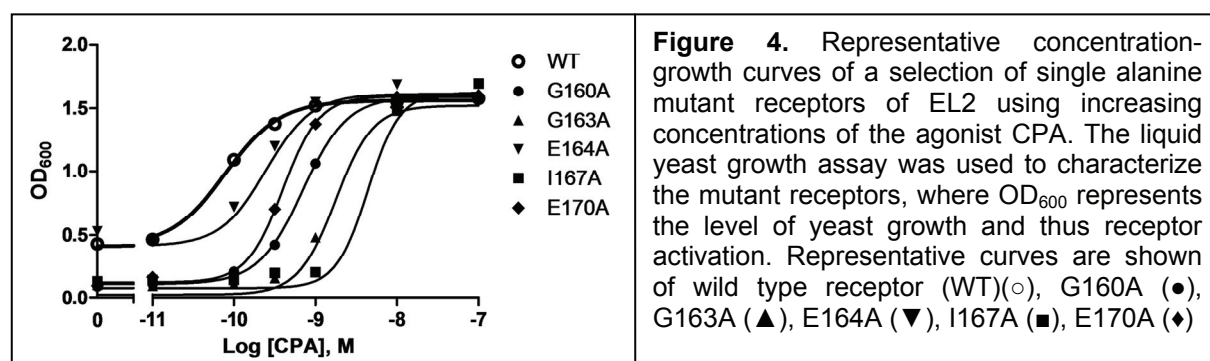 2.0
1.5
1.0
0.5
0.0
OD600
0 -11 -10 -9 -8 -7
Log [CPA], M
WT
G160A
G163A
E164A
I167A
E170A
Figure 4. Representative concentration-
growth curves of a selection of single alanine
mutant receptors of EL2 using increasing
concentrations of the agonist CPA. The liquid
yeast growth assay was used to characterize
the mutant receptors, where OD600 represents
the level of yeast growth and thus receptor
activation. Representative curves are shown
of wild type receptor (WT)(○), G160A (●),
G163A (▲), E164A (▼), I167A (■), E170A (♦)